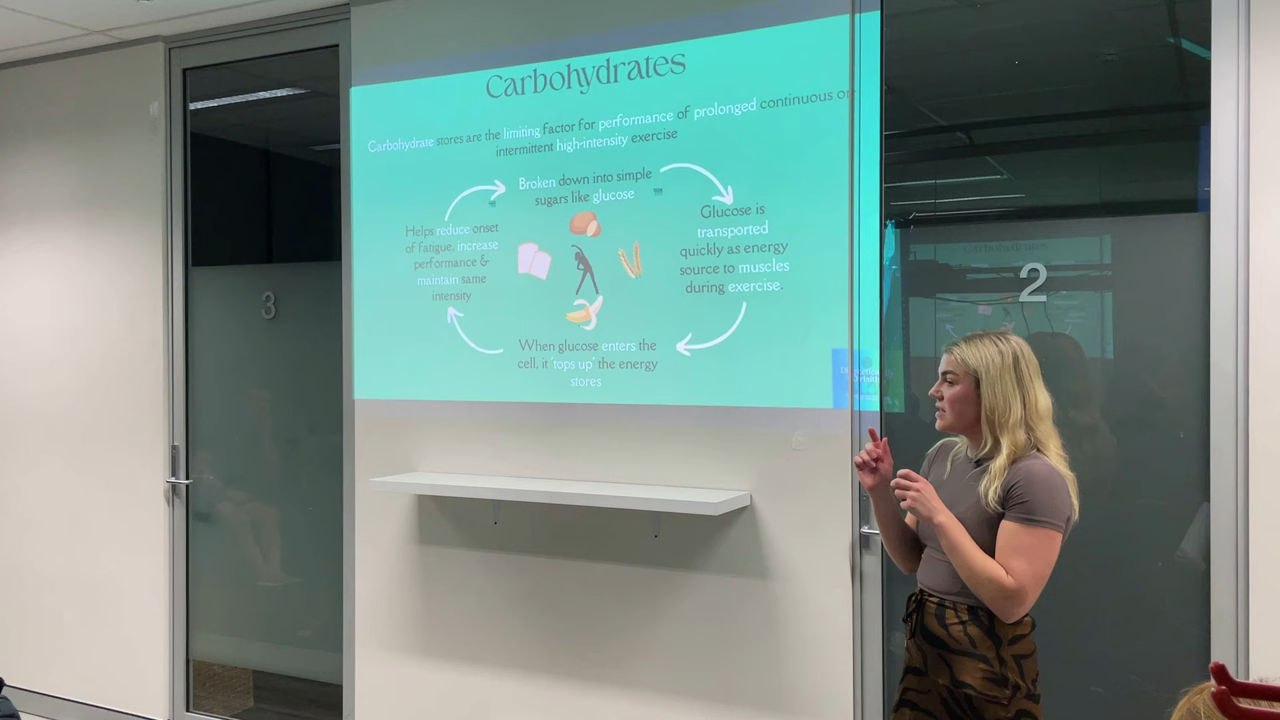 Carbohydrates
Carbohydrate stores are the limiting factor for performance of prolonged continuous or
intermittent high-intensity exercise
Broken down into simple
sugars like glucose
Glucose is
transported
quickly as energy
source to muscles
during exercise.
When glucose enters the
cell, it 'tops up' the energy
stores
Helps reduce onset
of fatigue, increase
performance &
maintain same
intensity
3
2
Carbohydrates